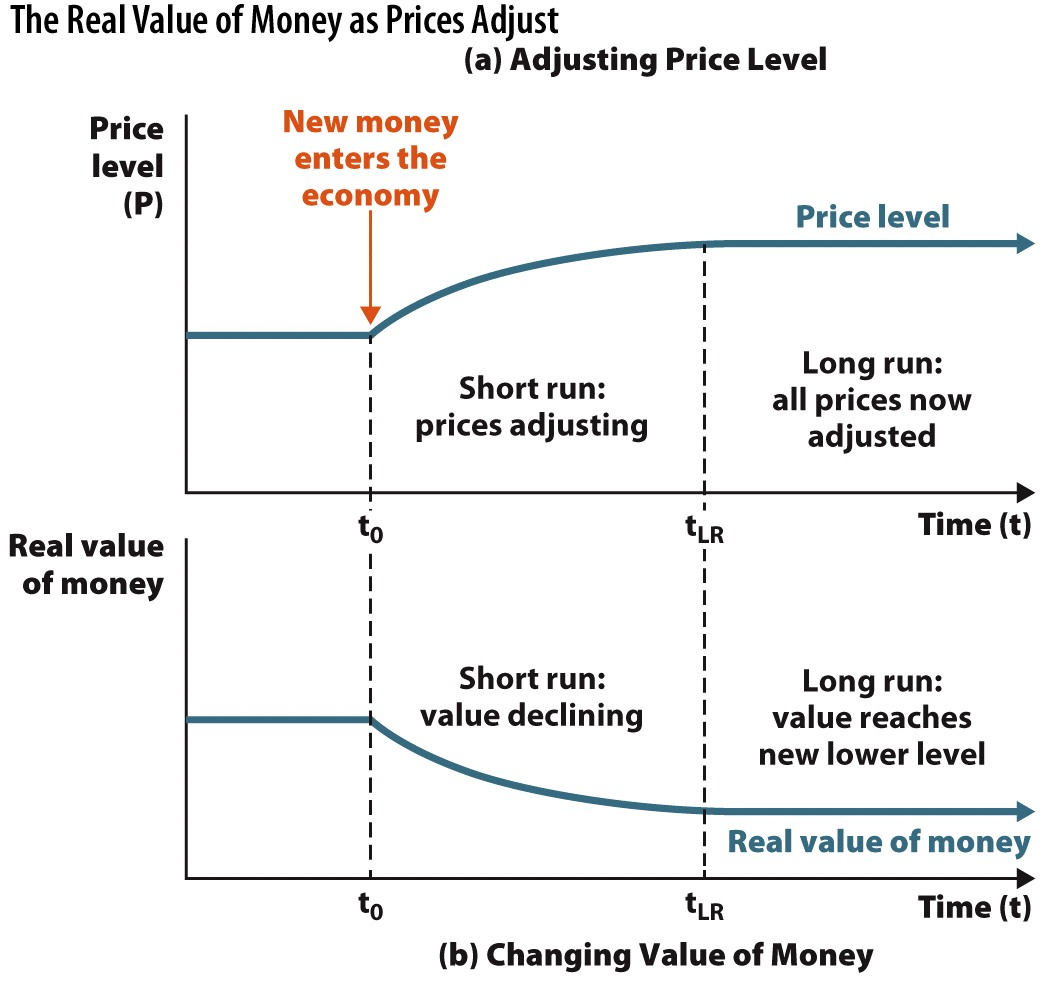 The Real Value of Money as Prices Adjust
(a) Adjusting Price Level
Price
level
(P)
New money
enters the
economy
Price level
Short run:
prices adjusting
Long run:
all prices now
adjusted
t0
tLR
Time (t)
Real value
of money
Short run:
value declining
Long run:
value reaches
new lower level
Real value of money
t0
tLR
Time (t)
(b) Changing Value of Money